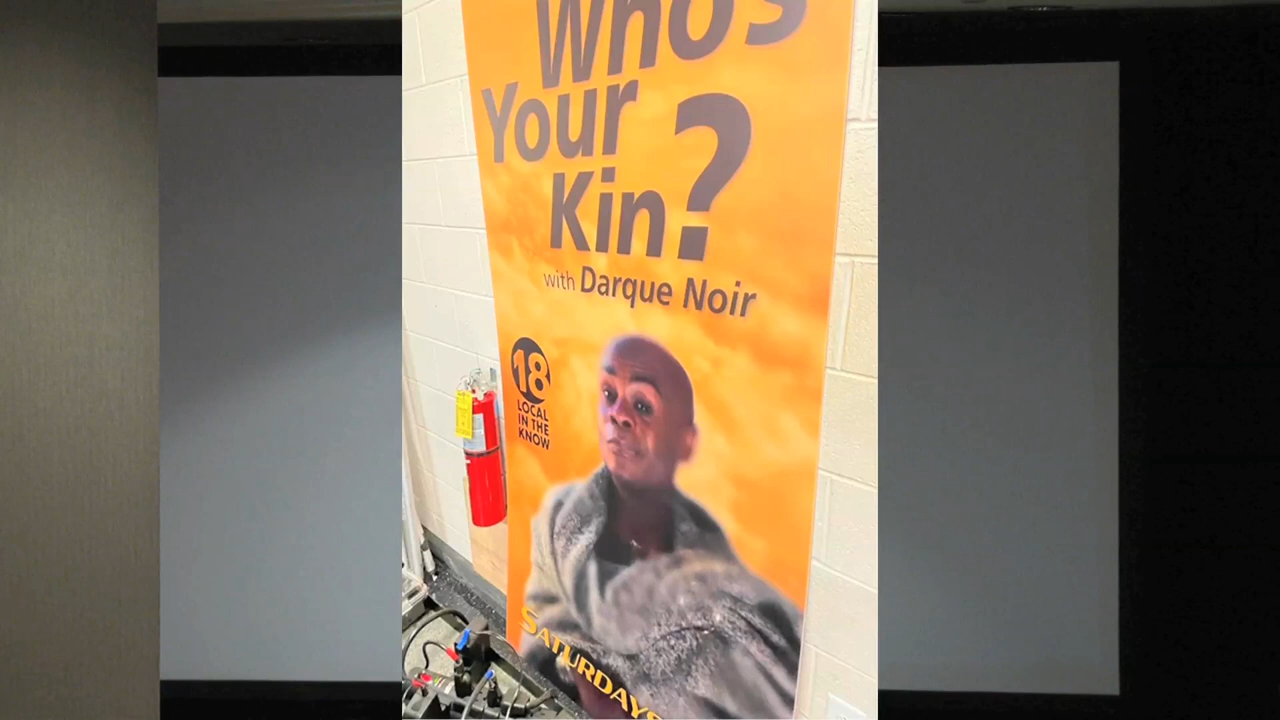 Who's
Your
Kin?
with Darque Noir
18
LOCAL
IN THE
KNOW
SATURDAYS